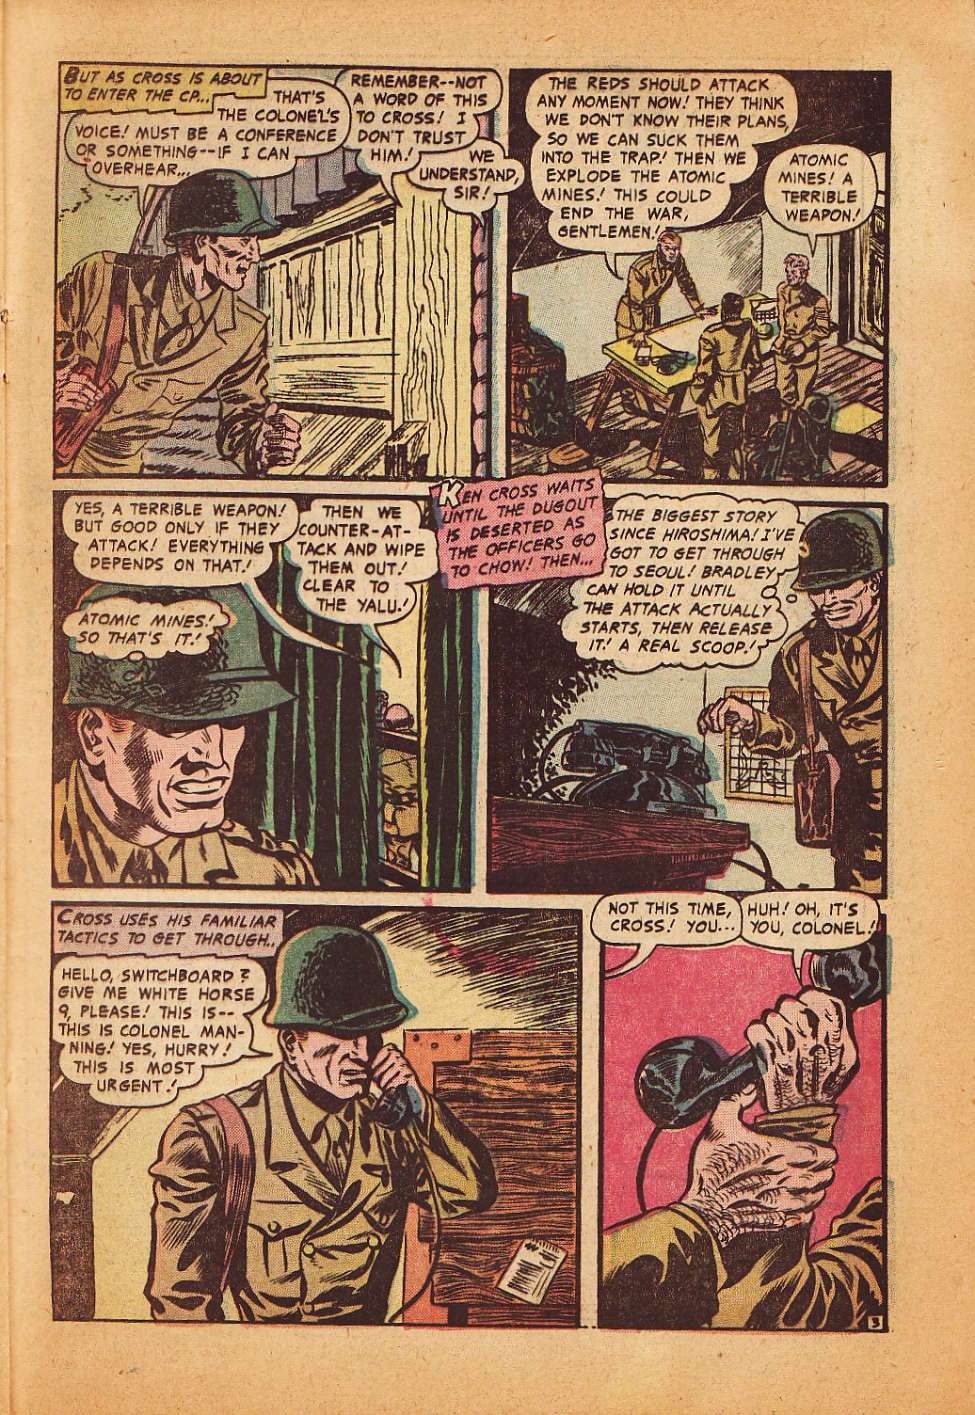 BUT AS CROSS IS ABOUT
TO ENTER THE CP...
THAT'S
THE COLONEL'S
VOICE! MUST BE A CONFERENCE
OR SOMETHING--IF I CAN
OVERHEAR...
REMEMBER--NOT
A WORD OF THIS
TO CROSS! I
DON'T TRUST
HIM!
WE
UNDERSTAND,
SIR!
THE REDS SHOULD ATTACK
ANY MOMENT NOW! THEY THINK
WE DON'T KNOW THEIR PLANS,
SO WE CAN SUCK THEM
INTO THE TRAP! THEN WE
EXPLODE THE ATOMIC
MINES! THIS COULD
END THE WAR,
GENTLEMEN!
ATOMIC
MINES! A
TERRIBLE
WEAPON!
YES, A TERRIBLE WEAPON!
BUT GOOD ONLY IF THEY
ATTACK! EVERYTHING
DEPENDS ON THAT!
THEN WE
COUNTER-AT-
TACK AND WIPE
THEM OUT!
CLEAR TO
THE YALU!
ATOMIC MINES!
SO THAT'S IT!
KEN CROSS WAITS
UNTIL THE DUGOUT
IS DESERTED AS
THE OFFICERS GO
TO CHOW! THEN...
THE BIGGEST STORY
SINCE HIROSHIMA! I'VE
GOT TO GET THROUGH
TO SEOUL! BRADLEY
CAN HOLD IT UNTIL
THE ATTACK ACTUALLY
STARTS, THEN RELEASE
IT! A REAL SCOOP!
CROSS USES HIS FAMILIAR
TACTICS TO GET THROUGH..
HELLO, SWITCHBOARD?
GIVE ME WHITE HORSE
9, PLEASE! THIS IS--
THIS IS COLONEL MAN-
NING! YES, HURRY!
THIS IS MOST
URGENT!
NOT THIS TIME,
CROSS! YOU...
HUH! OH, IT'S
YOU, COLONEL!
3